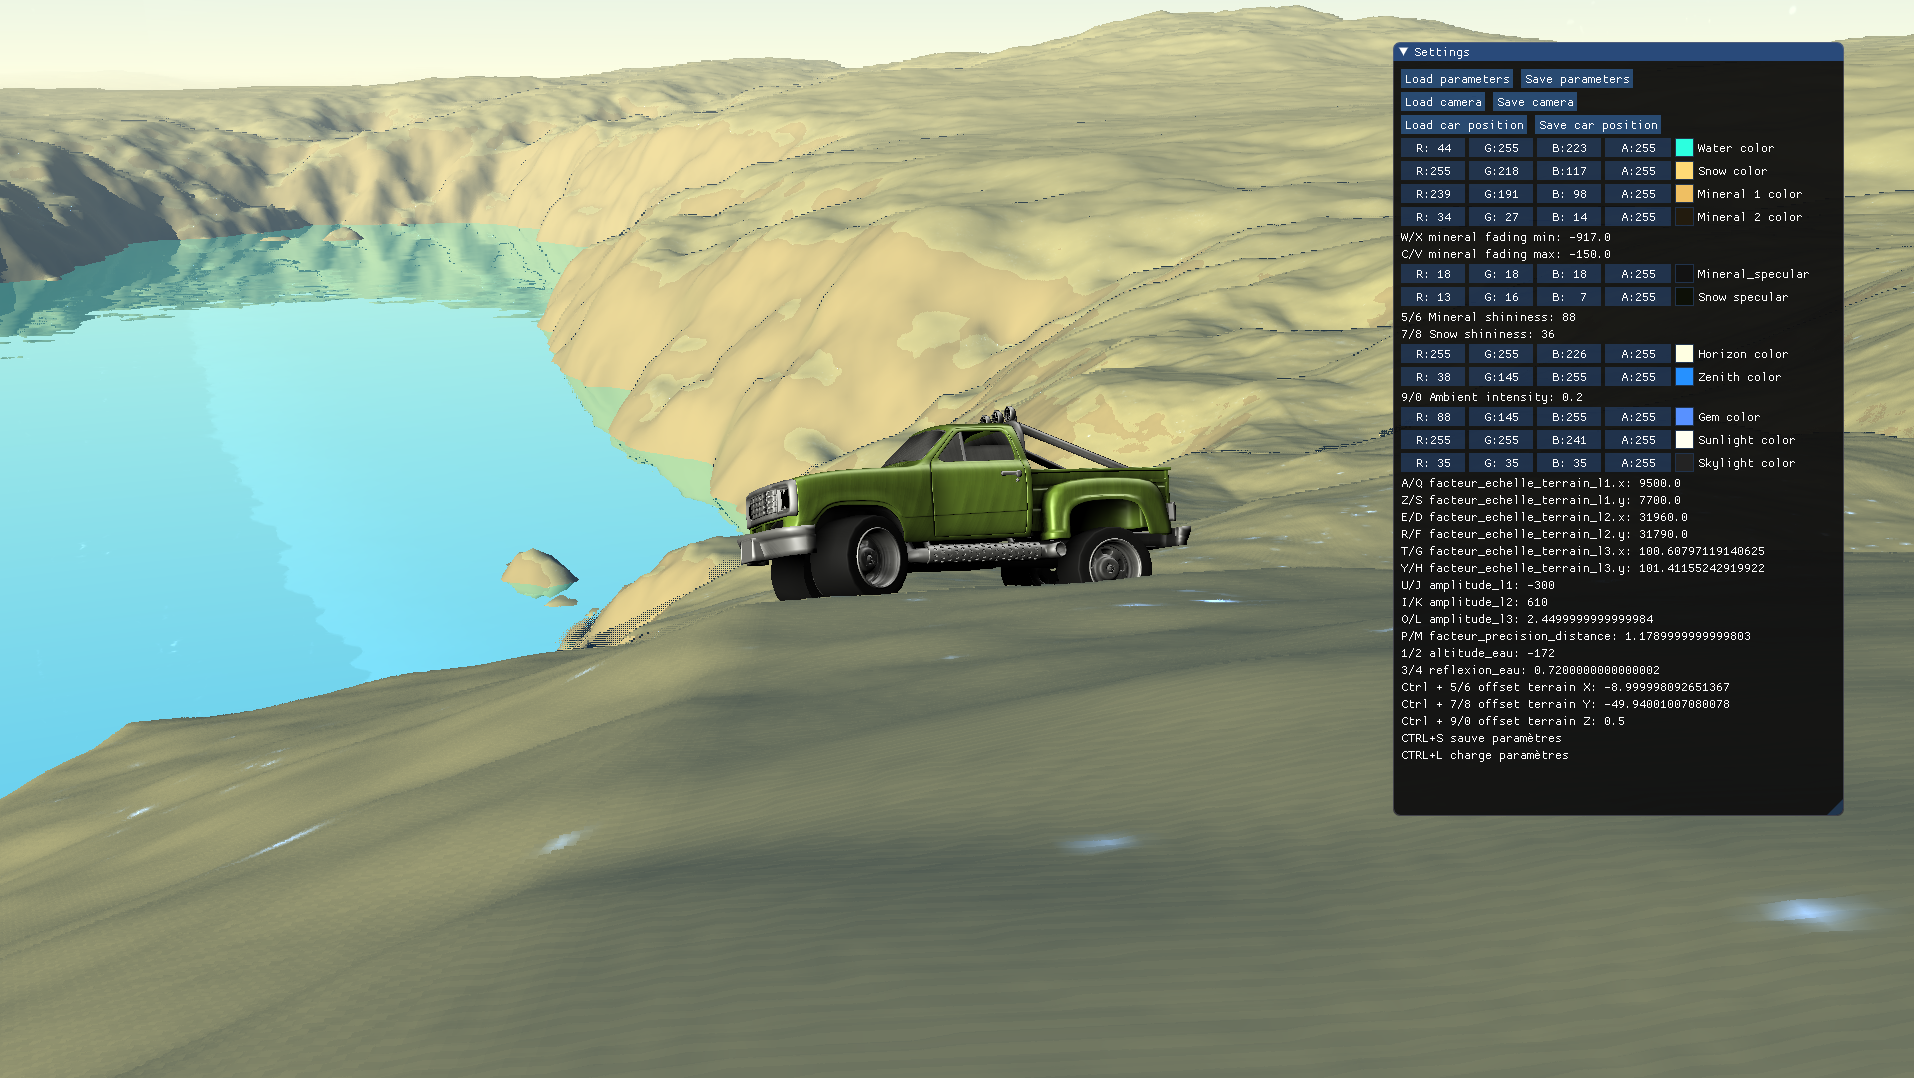 Settings
Load parameters Save parameters
Load camera Save camera
Load car position Save car position
R: 44 G:255 B:223 A:255 Water color
R:255 G:218 B:117 A:255 Snow color
R:239 G:191 B: 98 A:255 Mineral 1 color
R: 34 G: 27 B: 14 A:255 Mineral 2 color
W/X mineral fading min: -917.0
C/V mineral fading max: -150.0
R: 18 G: 18 B: 18 A:255 Mineral_specular
R: 13 G: 16 B: 7 A:255 Snow specular
5/6 Mineral shininess: 88
7/8 Snow shininess: 36
R:255 G:255 B:226 A:255 Horizon color
R: 38 G:145 B:255 A:255 Zenith color
9/0 Ambient intensity: 0.2
R: 88 G:145 B:255 A:255 Gem color
R:255 G:255 B:241 A:255 Sunlight color
R: 35 G: 35 B: 35 A:255 Skylight color
A/Q facteur_echelle_terrain_l1.x: 9500.0
Z/S facteur_echelle_terrain_l1.y: 7700.0
E/D facteur_echelle_terrain_l2.x: 31960.0
R/F facteur_echelle_terrain_l2.y: 31790.0
T/G facteur_echelle_terrain_l3.x: 100.60797119140625
Y/H facteur_echelle_terrain_l3.y: 101.41155242919922
U/J amplitude_l1: -300
I/K amplitude_l2: 610
O/L amplitude_l3: 2.4499999999999984
P/M facteur_precision_distance: 1.1789999999999803
1/2 altitude_eau: -172
3/4 reflexion_eau: 0.7200000000000002
Ctrl + 5/6 offset terrain X: -8.999998092651367
Ctrl + 7/8 offset terrain Y: -49.94001007080078
Ctrl + 9/0 offset terrain Z: 0.5
CTRL+S sauve paramètres
CTRL+L charge paramètres